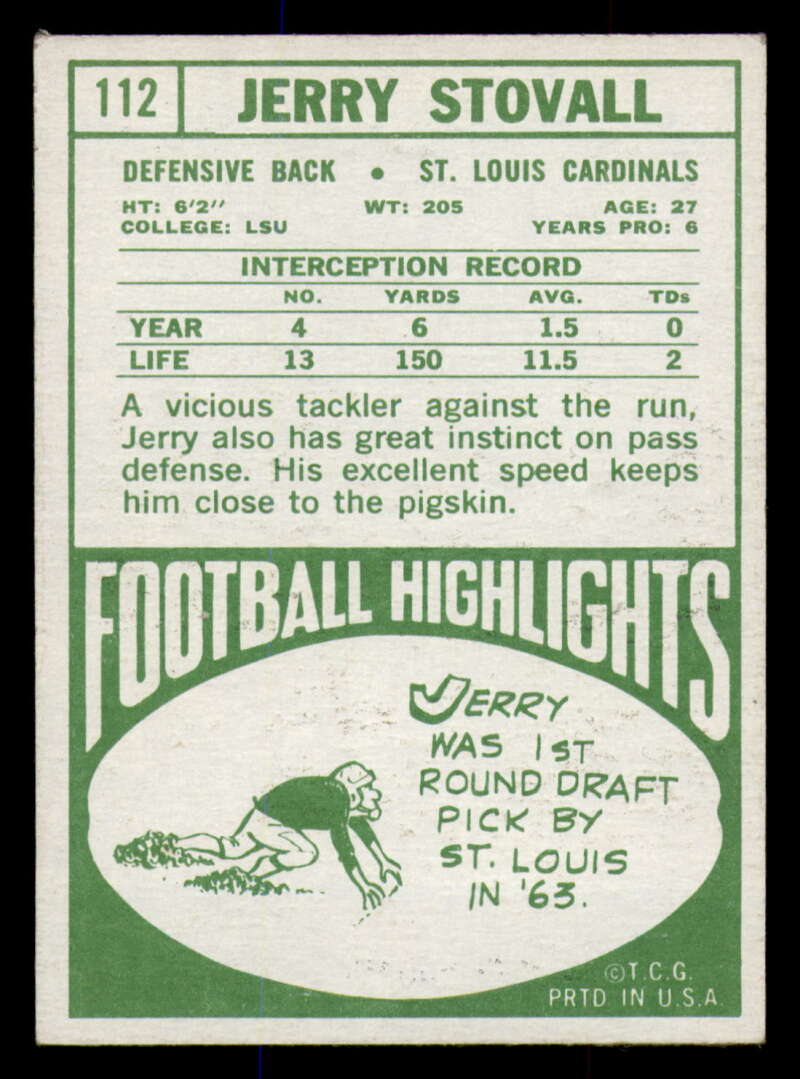 112 JERRY STOVALL
DEFENSIVE BACK • ST. LOUIS CARDINALS
HT: 6'2" WT: 205 AGE: 27
COLLEGE: LSU YEARS PRO: 6
INTERCEPTION RECORD
NO. YARDS AVG. TDs
YEAR 4 6 1.5 0
LIFE 13 150 11.5 2
A vicious tackler against the run,
Jerry also has great instinct on pass
defense. His excellent speed keeps
him close to the pigskin.
FOOTBALL HIGHLIGHTS
JERRY
WAS 1ST
ROUND DRAFT
PICK BY
ST. LOUIS
IN '63.
©T.C.G.
PRTD IN U.S.A.